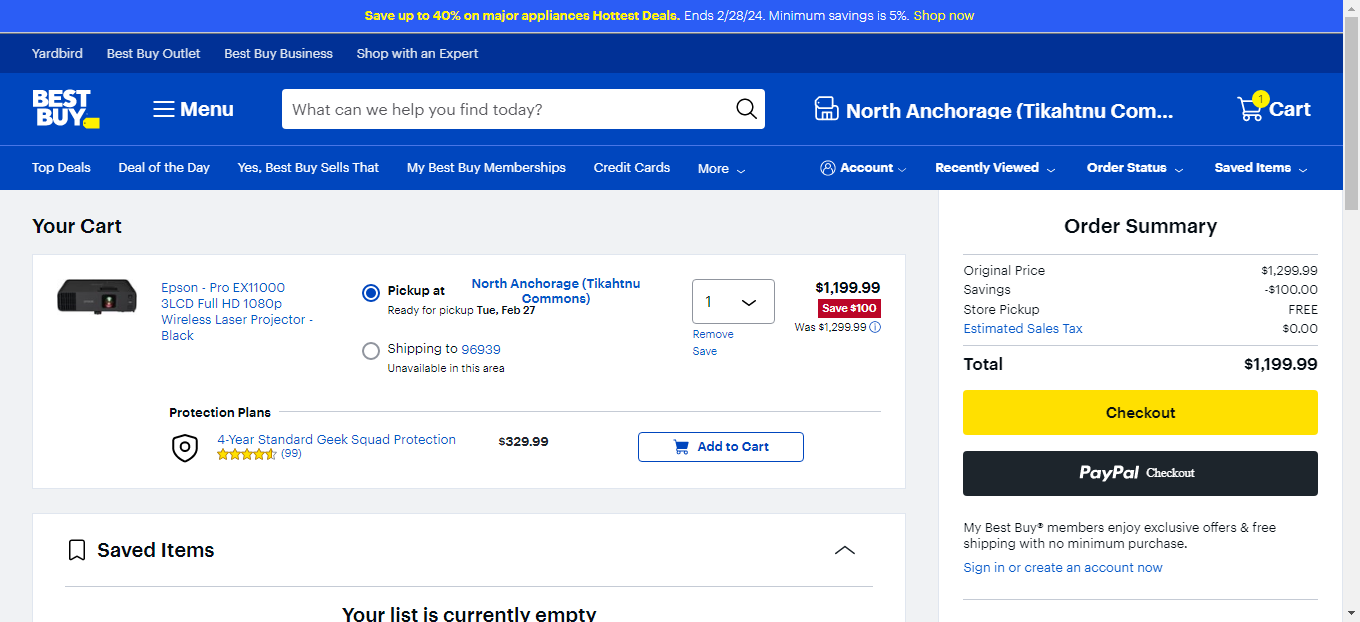 Save up to 40% on major appliances Hottest Deals. Ends 2/28/24. Minimum savings is 5%. Shop now
Yardbird Best Buy Outlet Best Buy Business Shop with an Expert
BEST
BUY
Menu
What can we help you find today?
North Anchorage (Tikahtnu Com...
1
Cart
Top Deals Deal of the Day Yes, Best Buy Sells That My Best Buy Memberships Credit Cards More
Account Recently Viewed Order Status Saved Items
Your Cart
Epson - Pro EX11000
3LCD Full HD 1080p
Wireless Laser Projector -
Black
Pickup at North Anchorage (Tikahtnu
Commons)
Ready for pickup Tue, Feb 27
Shipping to 96939
Unavailable in this area
1
Remove
Save
$1,199.99
Save $100
Was $1,299.99
Protection Plans
4-Year Standard Geek Squad Protection
(99)
$329.99
Add to Cart
Saved Items
Your list is currently empty
Order Summary
Original Price $1,299.99
Savings -$100.00
Store Pickup FREE
Estimated Sales Tax $0.00
Total $1,199.99
Checkout
PayPal Checkout
My Best Buy® members enjoy exclusive offers & free
shipping with no minimum purchase.
Sign in or create an account now